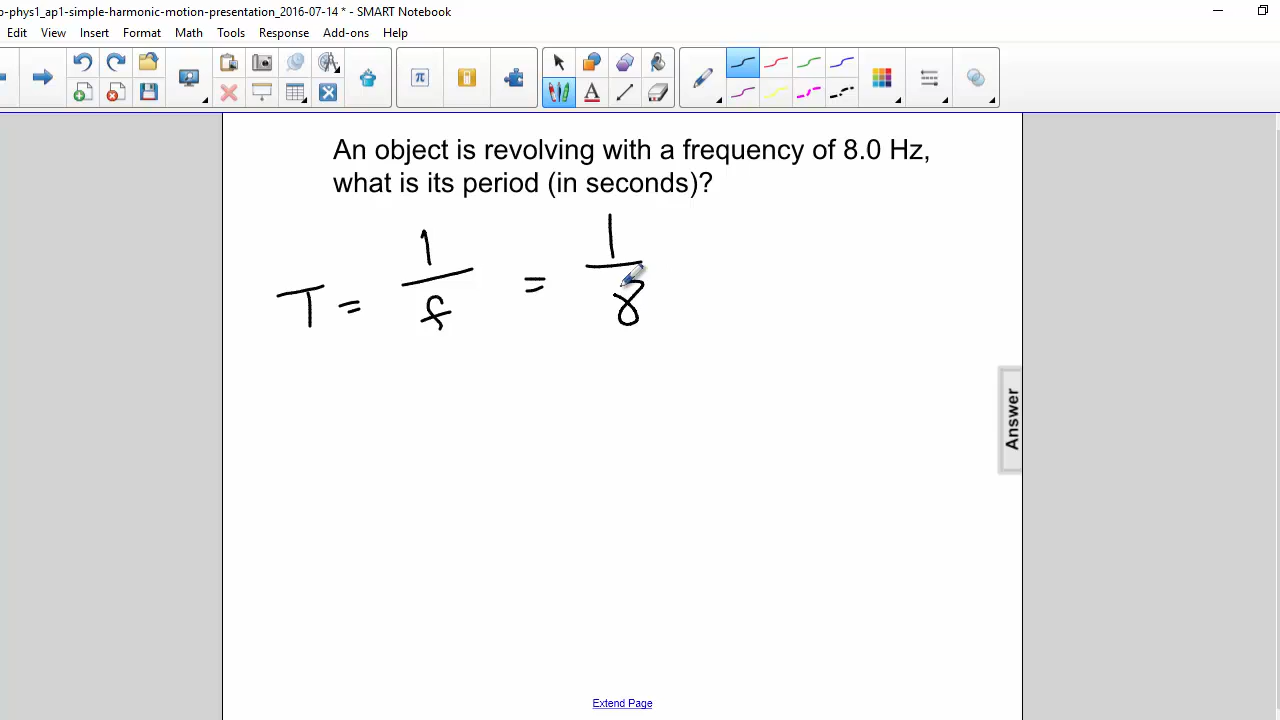 o-phys1_ap1-simple-harmonic-motion-presentation_2016-07-14 * - SMART Notebook
Edit View Insert Format Math Tools Response Add-ons Help
π
A
An object is revolving with a frequency of 8.0 Hz,
what is its period (in seconds)?
T = 1/f = 1/8
Answer
Extend Page